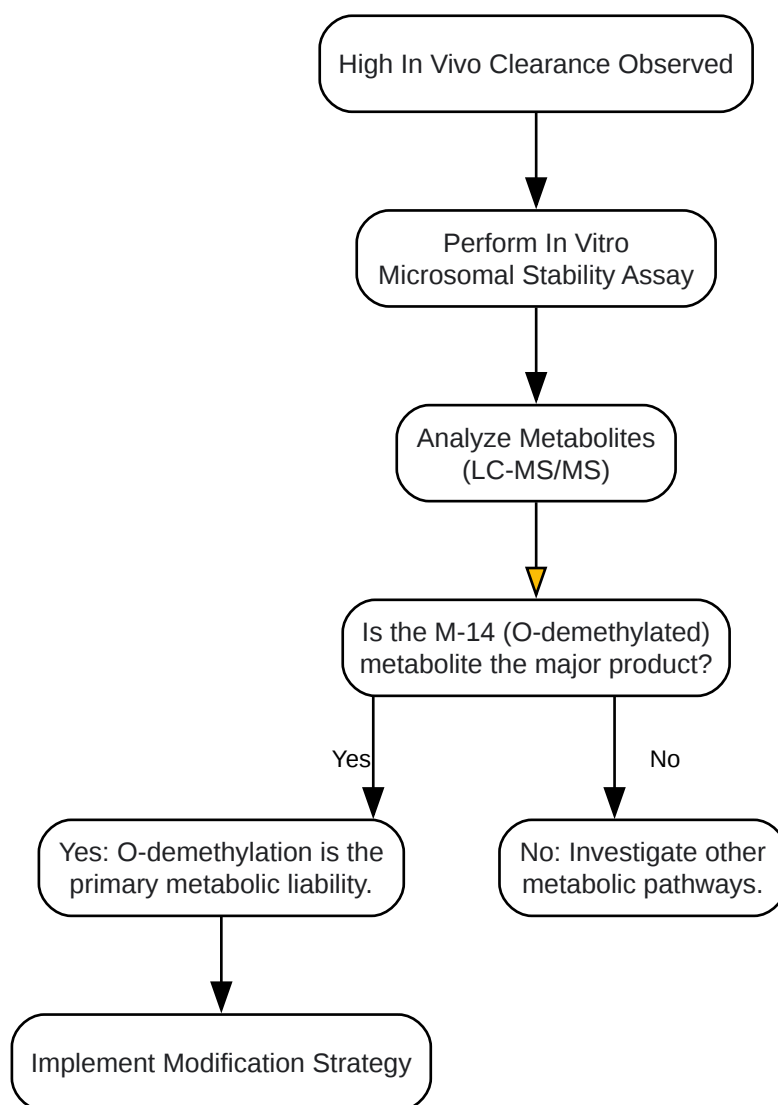 High In Vivo Clearance Observed
Perform In Vitro
Microsomal Stability Assay
Analyze Metabolites
(LC-MS/MS)
Is the M-14 (O-demethylated)
metabolite the major product?
Yes
No
Yes: O-demethylation is the
primary metabolic liability.
No: Investigate other
metabolic pathways.
Implement Modification Strategy